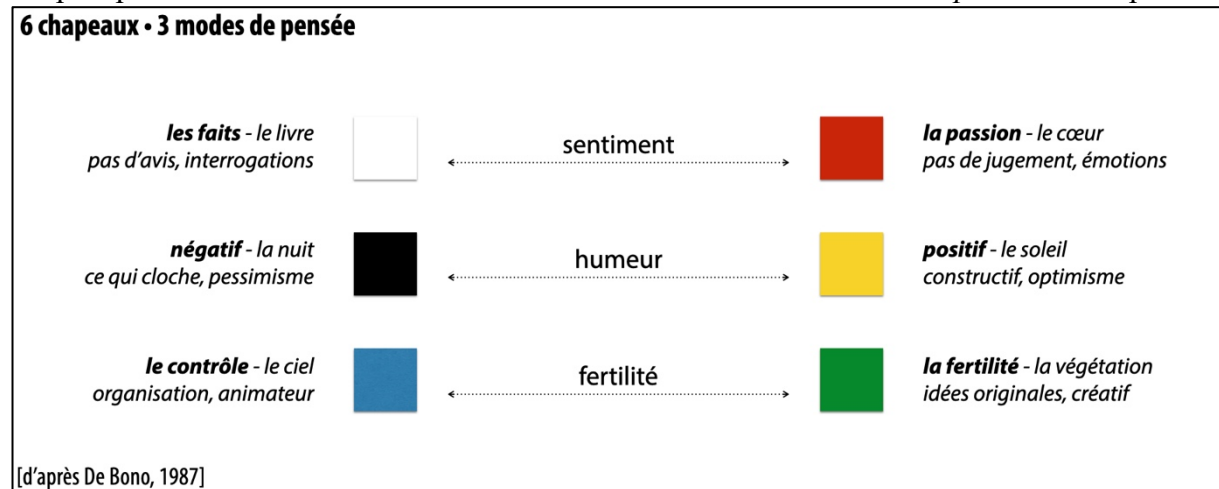 6 chapeaux • 3 modes de pensée
les faits - le livre
pas d'avis, interrogations
sentiment
la passion - le cœur
pas de jugement, émotions
négatif - la nuit
ce qui cloche, pessimisme
humeur
positif - le soleil
constructif, optimisme
le contrôle - le ciel
organisation, animateur
fertilité
la fertilité - la végétation
idées originales, créatif
[d'après De Bono, 1987]